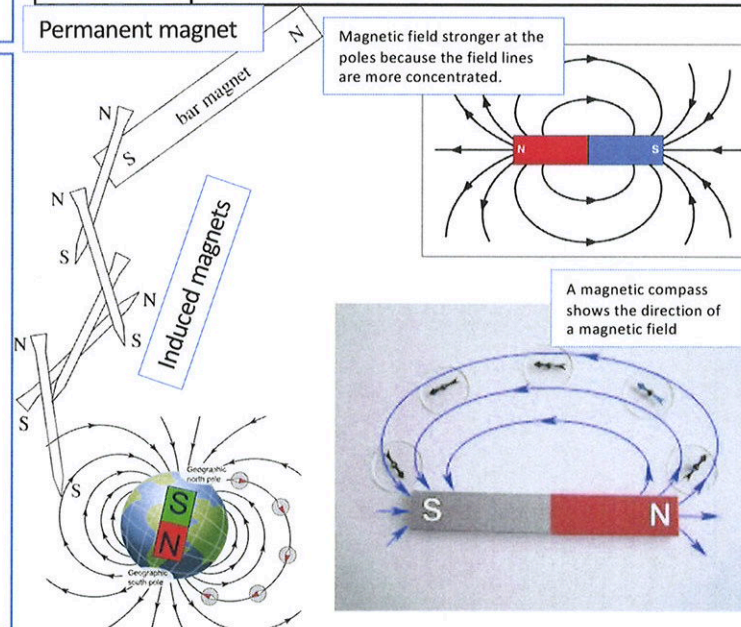 Permanent magnet
N
bar magnet
S
N
N
S
N
S
N
S
S
Induced magnets
Magnetic field stronger at the
poles because the field lines
are more concentrated.
N
S
A magnetic compass
shows the direction of
a magnetic field
S
N
Geographic
north pole
S
N
Geographic
south pole